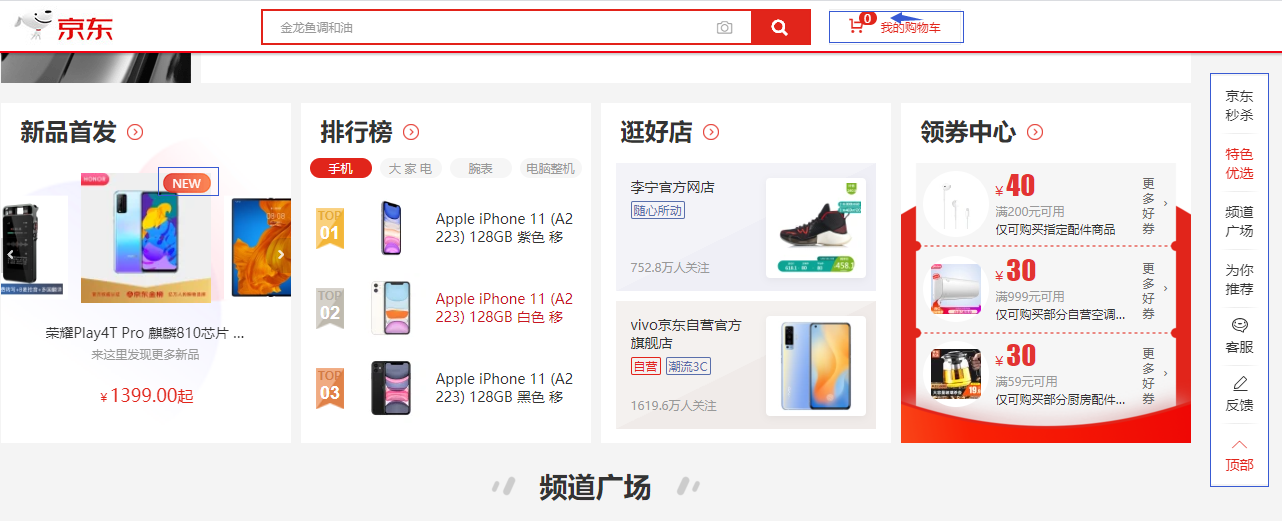 京东
金龙鱼调和油
0
我的购物车
新品首发
HONOR
NEW
荣耀Play4T Pro 麒麟810芯片 ...
来这里发现更多新品
¥1399.00起
排行榜
手机
大 家 电
腕表
电脑整机
TOP
01
Apple iPhone 11 (A2
223) 128GB 紫色 移
TOP
02
Apple iPhone 11 (A2
223) 128GB 白色 移
TOP
03
Apple iPhone 11 (A2
223) 128GB 黑色 移
逛好店
李宁官方网店
随心所动
752.8万人关注
vivo京东自营官方
旗舰店
自营
潮流3C
1619.6万人关注
领券中心
¥40
满200元可用
仅可购买指定配件商品
更多好券
¥30
满999元可用
仅可购买部分自营空调...
更多好券
¥30
满59元可用
仅可购买部分厨房配件...
更多好券
京东
秒杀
特色
优选
频道
广场
为你
推荐
客服
反馈
顶部
频道广场